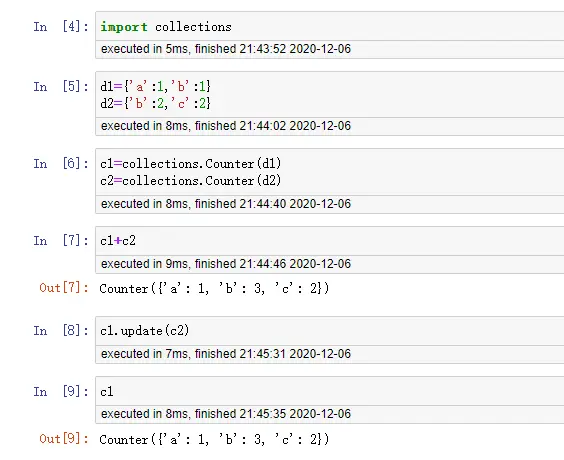 In [4]: import collections
executed in 5ms, finished 21:43:52 2020-12-06
In [5]: d1={'a':1,'b':1}
d2={'b':2,'c':2}
executed in 8ms, finished 21:44:02 2020-12-06
In [6]: c1=collections.Counter(d1)
c2=collections.Counter(d2)
executed in 8ms, finished 21:44:40 2020-12-06
In [7]: c1+c2
executed in 9ms, finished 21:44:46 2020-12-06
Out[7]: Counter({'a': 1, 'b': 3, 'c': 2})
In [8]: c1.update(c2)
executed in 7ms, finished 21:45:31 2020-12-06
In [9]: c1
executed in 8ms, finished 21:45:35 2020-12-06
Out[9]: Counter({'a': 1, 'b': 3, 'c': 2})